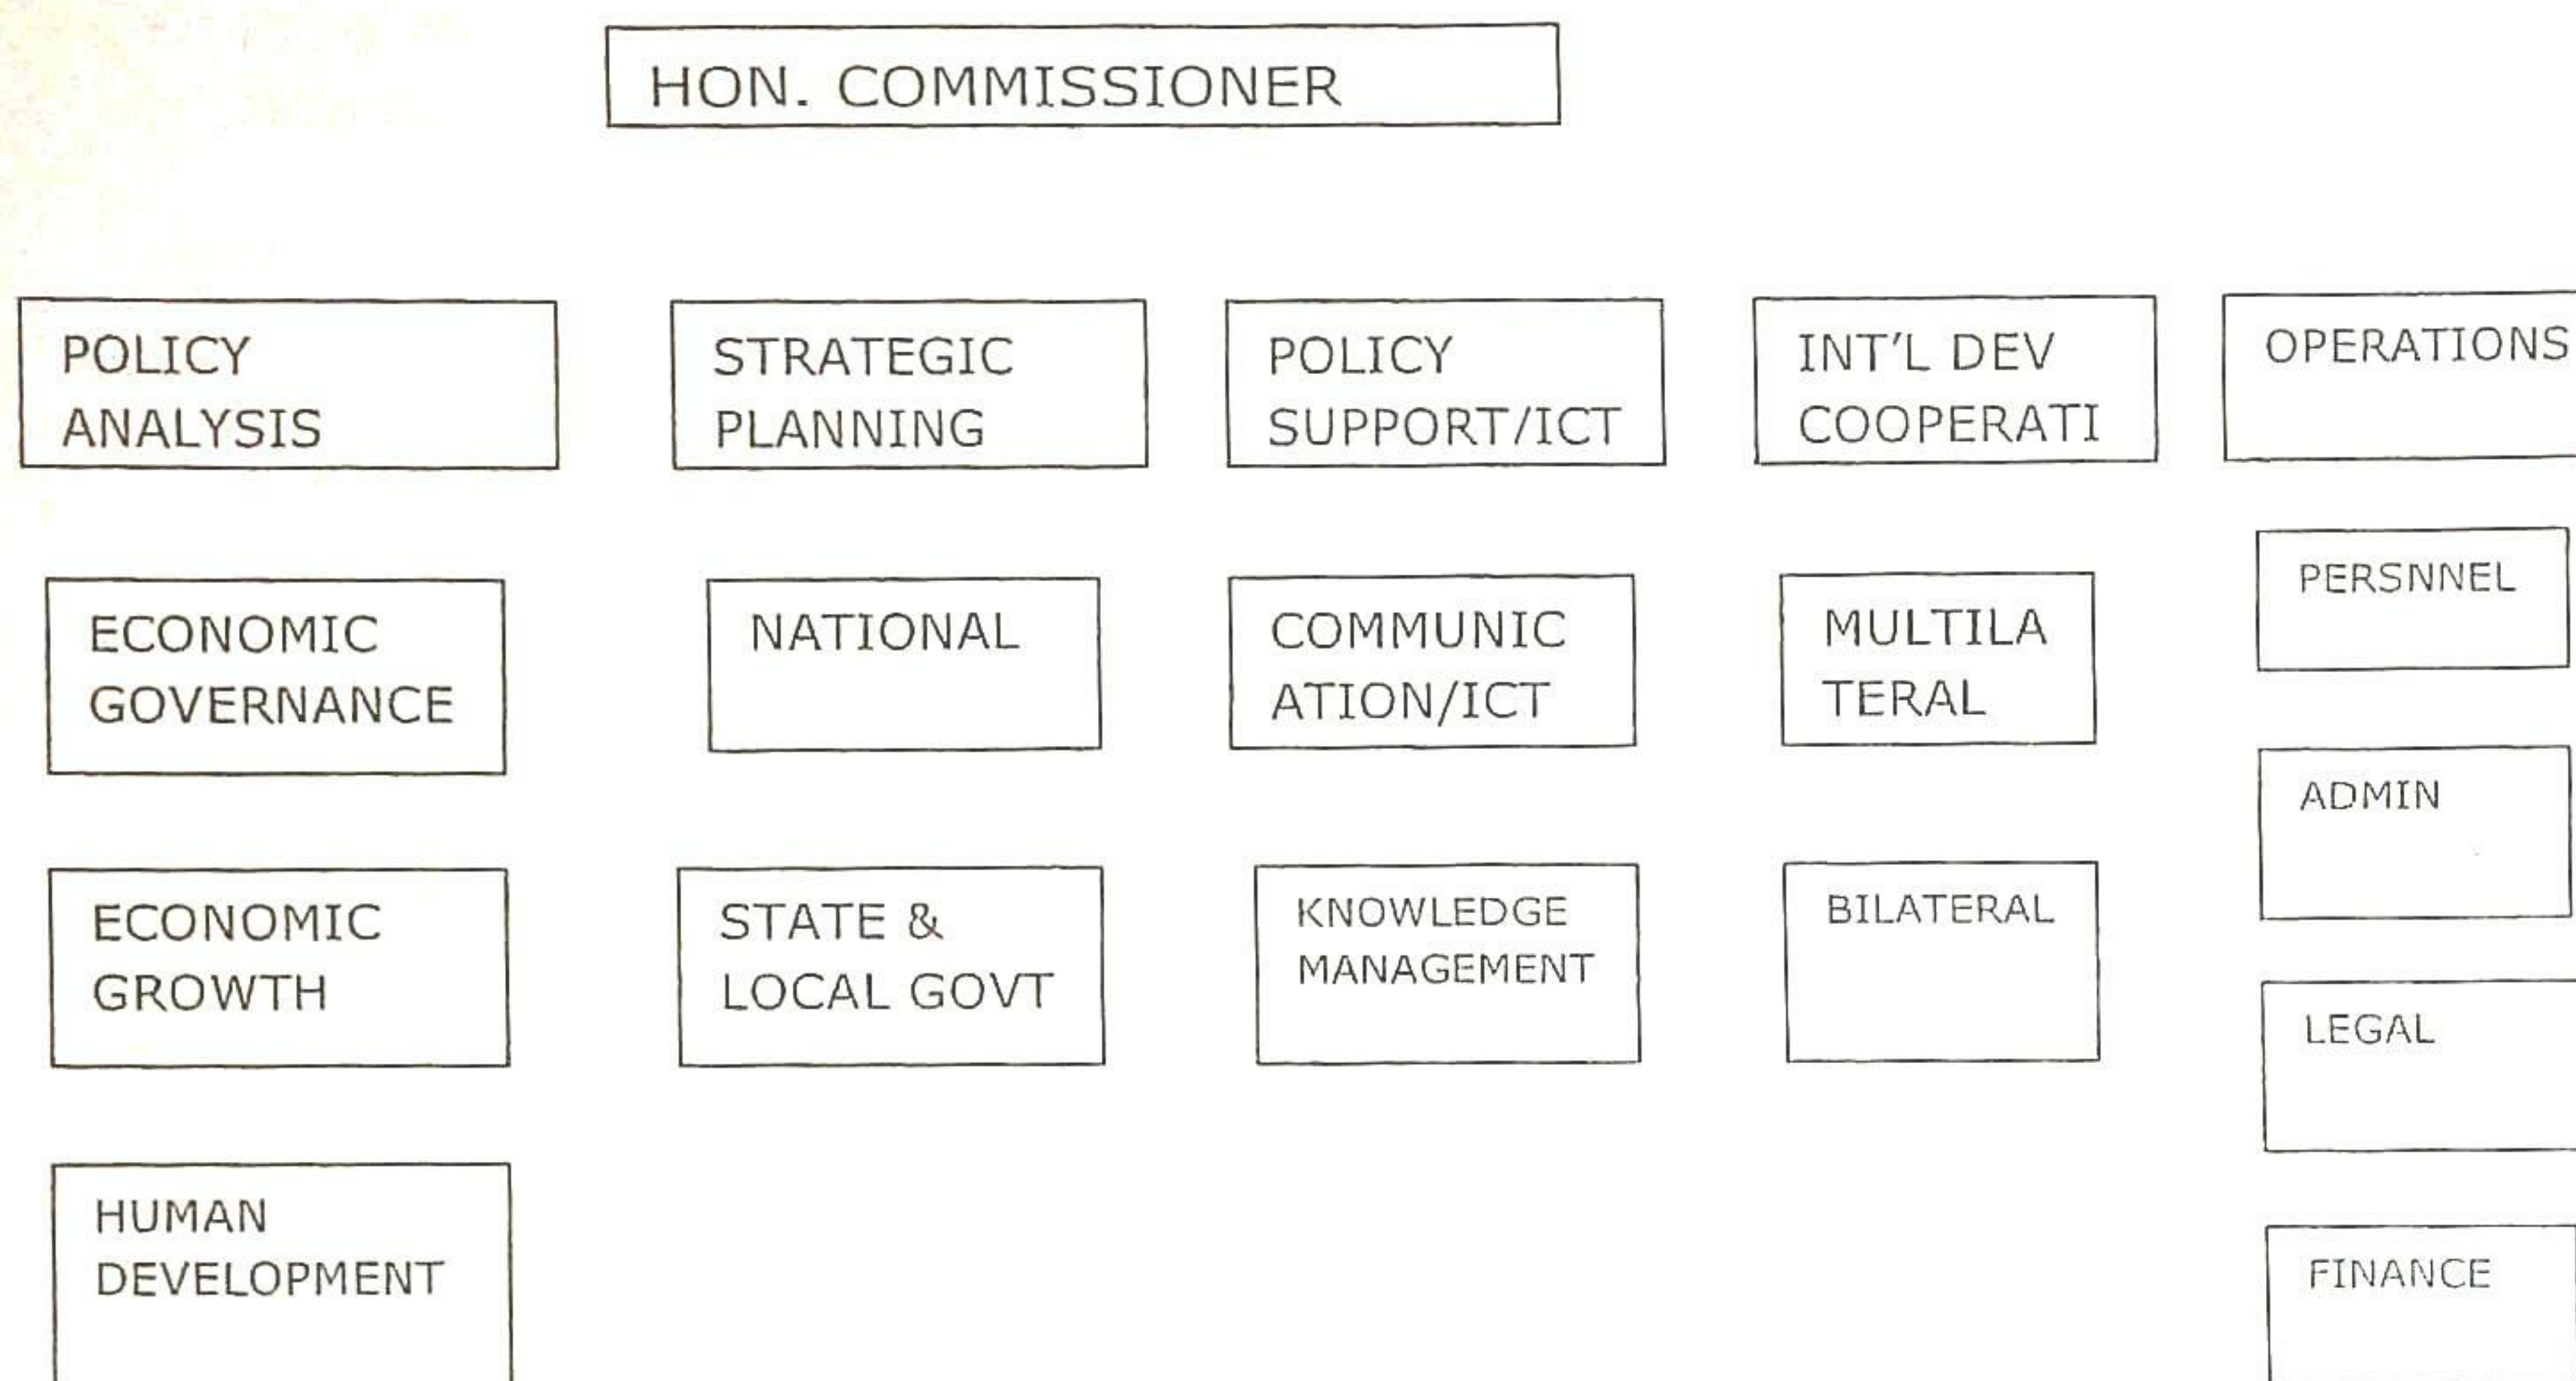 HON. COMMISSIONER
POLICY
ANALYSIS
STRATEGIC
PLANNING
POLICY
SUPPORT/ICT
INT'L DEV
COOPERATI
OPERATIONS
ECONOMIC
GOVERNANCE
NATIONAL
COMMUNIC
ATION/ICT
MULTILA
TERAL
PERSNNEL
ADMIN
ECONOMIC
GROWTH
STATE &
LOCAL GOVT
KNOWLEDGE
MANAGEMENT
BILATERAL
LEGAL
HUMAN
DEVELOPMENT
FINANCE